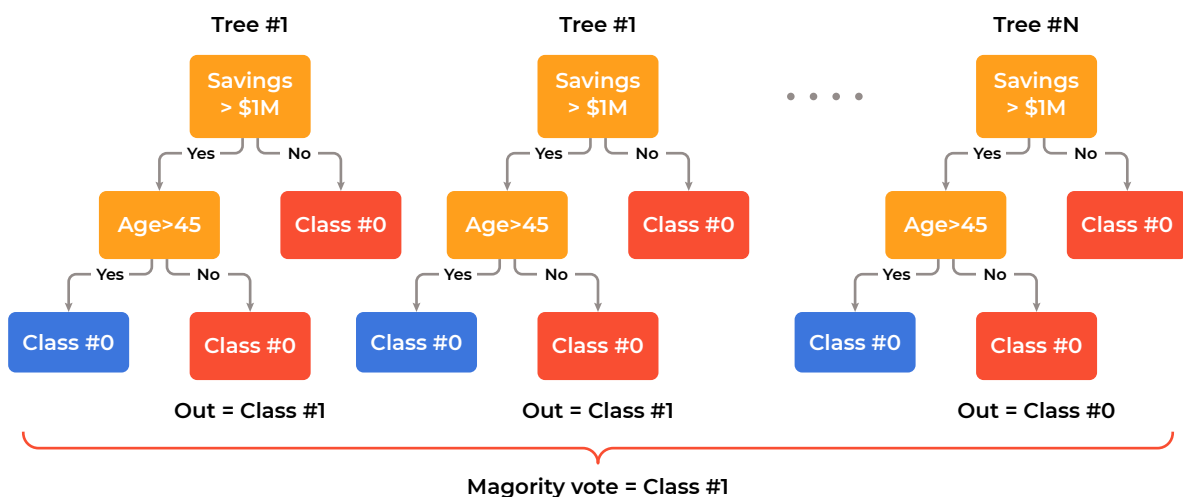 Tree #1
Tree #1
Tree #N
Savings
> $1M
Savings
> $1M
Savings
> $1M
Yes
No
Yes
No
Yes
No
Age>45
Class #0
Age>45
Class #0
Age>45
Class #0
Yes
No
Yes
No
Yes
No
Class #0
Class #0
Class #0
Class #0
Class #0
Class #0
Out = Class #1
Out = Class #1
Out = Class #0
Magority vote = Class #1